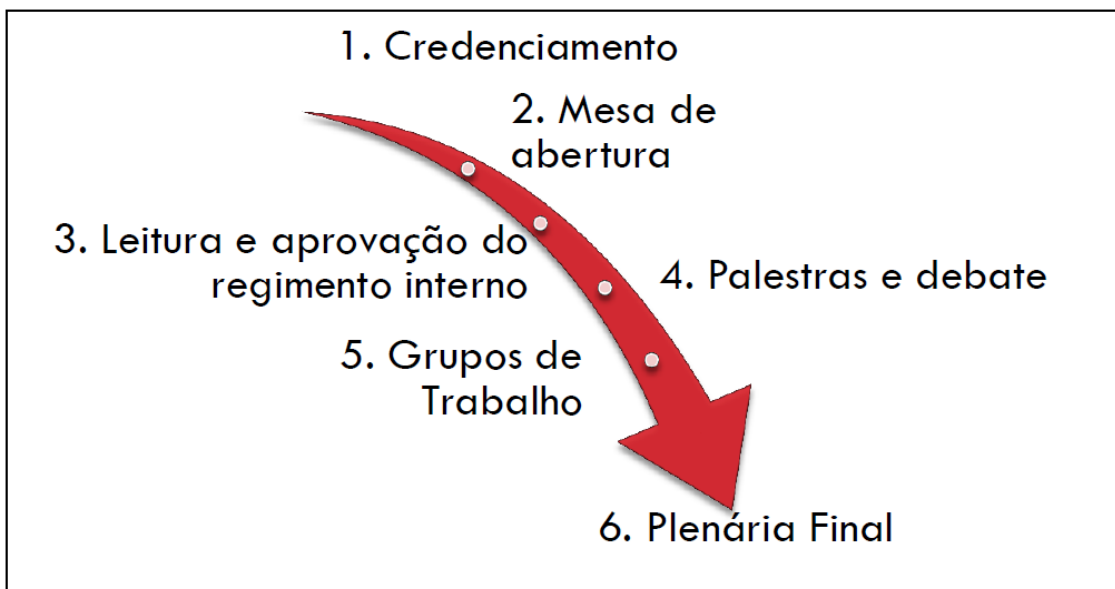 1. Credenciamento
2. Mesa de
abertura
3. Leitura e aprovação do
regimento interno
4. Palestras e debate
5. Grupos de
Trabalho
6. Plenária Final